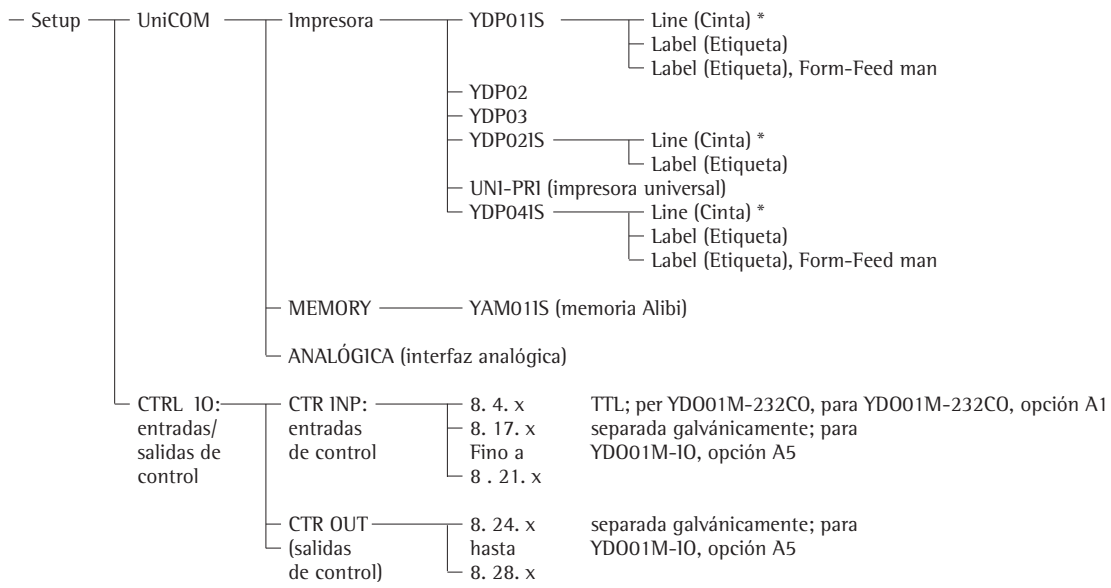 Setup UniCOM Impresora YDP01IS Line (Cinta) *
Label (Etiqueta)
Label (Etiqueta), Form-Feed man
YDP02
YDP03
YDP02IS Line (Cinta) *
Label (Etiqueta)
UNI-PRI (impresora universal)
YDP04IS Line (Cinta) *
Label (Etiqueta)
Label (Etiqueta), Form-Feed man
MEMORY YAM01IS (memoria Alibi)
ANALÓGICA (interfaz analógica)
CTRL IO: CTR INP: 8. 4. x TTL; per YDO01M-232CO, para YDO01M-232CO, opción A1
entradas/ entradas 8. 17. x separada galvánicamente; para
salidas de de control Fino a YDO01M-IO, opción A5
control 8 . 21. x
CTR OUT 8. 24. x separada galvánicamente; para
(salidas hasta YDO01M-IO, opción A5
de control) 8. 28. x